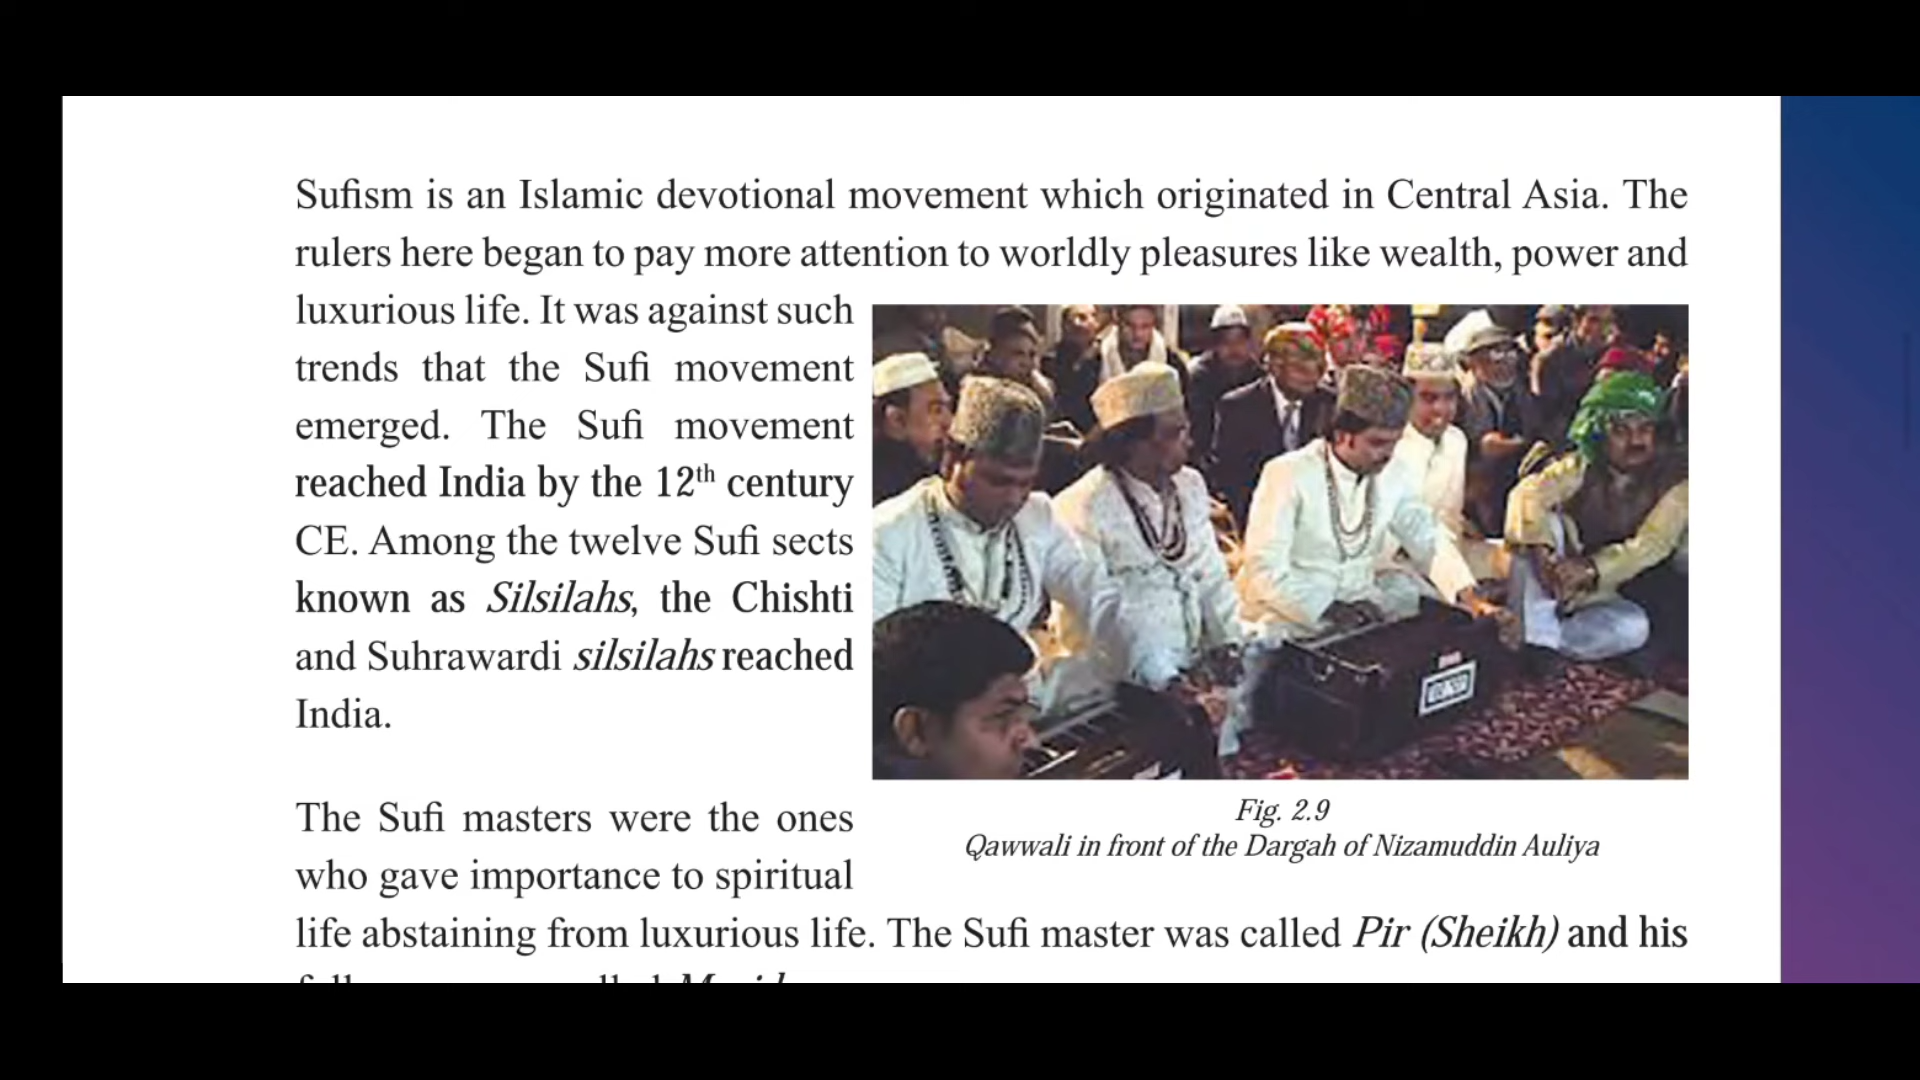 Sufism is an Islamic devotional movement which originated in Central Asia. The
rulers here began to pay more attention to worldly pleasures like wealth, power and
luxurious life. It was against such
trends that the Sufi movement
emerged. The Sufi movement
reached India by the 12th century
CE. Among the twelve Sufi sects
known as Silsilahs, the Chishti
and Suhrawardi silsilahs reached
India.
The Sufi masters were the ones
who gave importance to spiritual
life abstaining from luxurious life. The Sufi master was called Pir (Sheikh) and his
Fig. 2.9
Qawwali in front of the Dargah of Nizamuddin Auliya